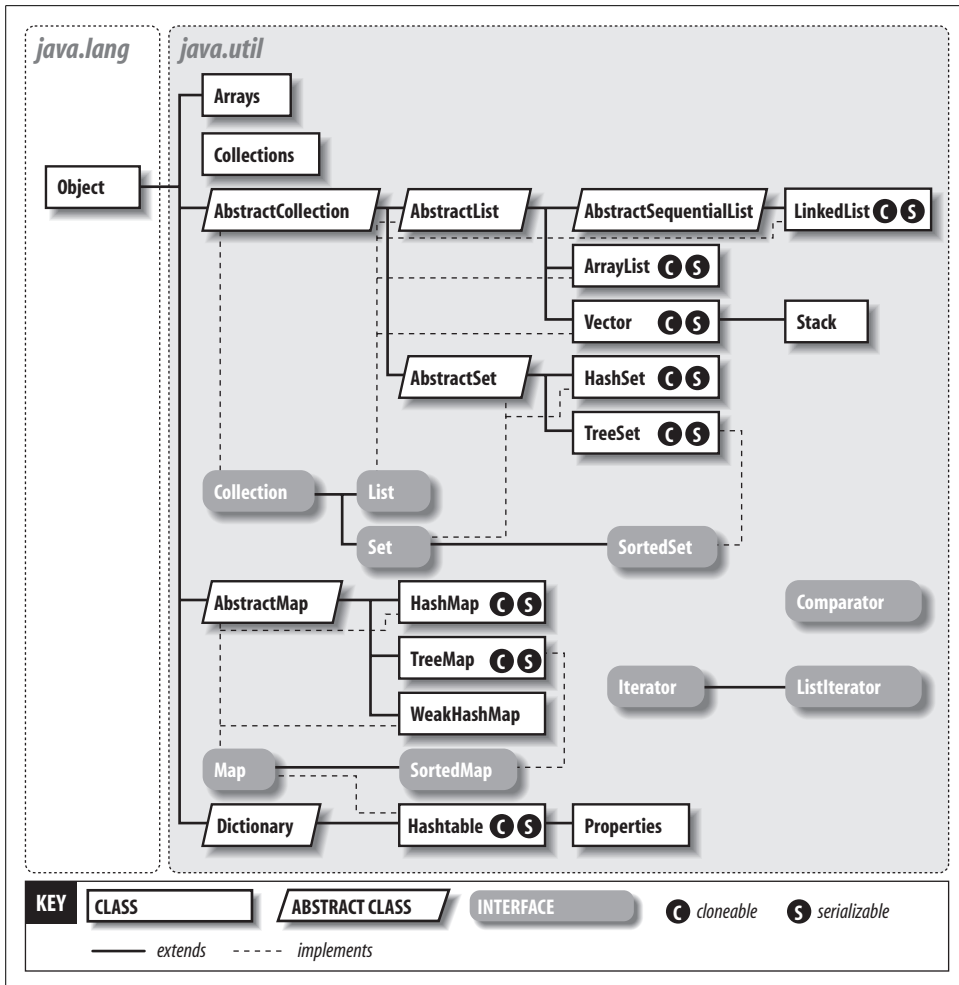 java.lang
java.util
Arrays
Collections
Object
AbstractCollection
AbstractList
AbstractSequentialList
LinkedList C S
ArrayList C S
Vector C S
Stack
AbstractSet
HashSet C S
TreeSet C S
Collection
List
Set
SortedSet
AbstractMap
HashMap C S
Comparator
TreeMap C S
Iterator
ListIterator
WeakHashMap
Map
SortedMap
Dictionary
Hashtable C S
Properties
KEY
CLASS
ABSTRACT CLASS
INTERFACE
C cloneable
S serializable
extends
implements